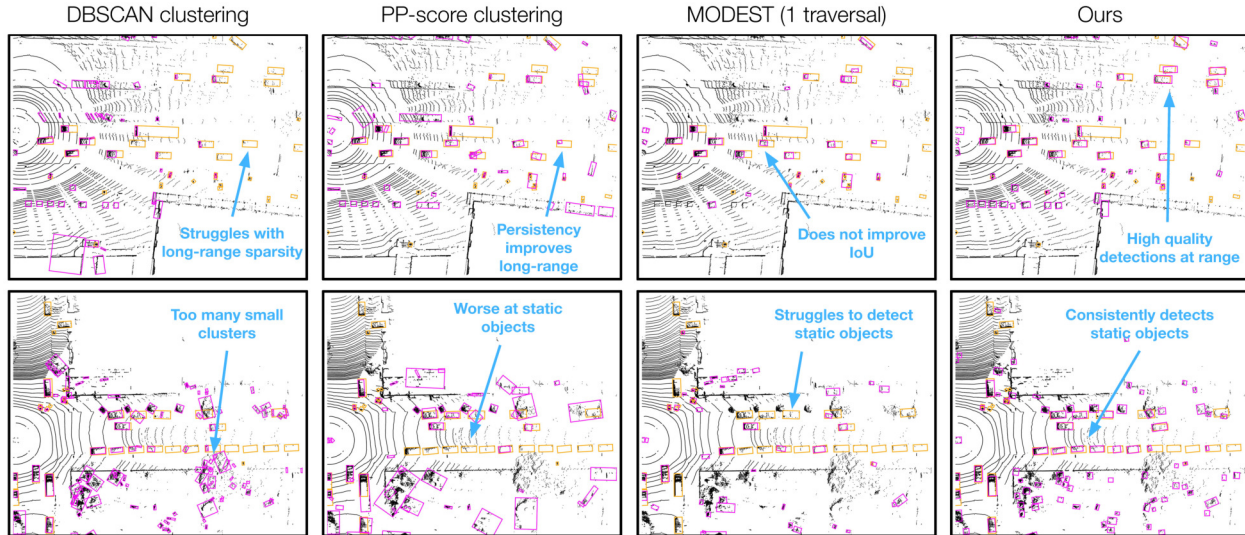 DBSCAN clustering
PP-score clustering
MODEST (1 traversal)
Ours
Struggles with
long-range sparsity
Persistency
improves
long-range
Does not improve
IoU
High quality
detections at range
Too many small
clusters
Worse at static
objects
Struggles to detect
static objects
Consistently detects
static objects